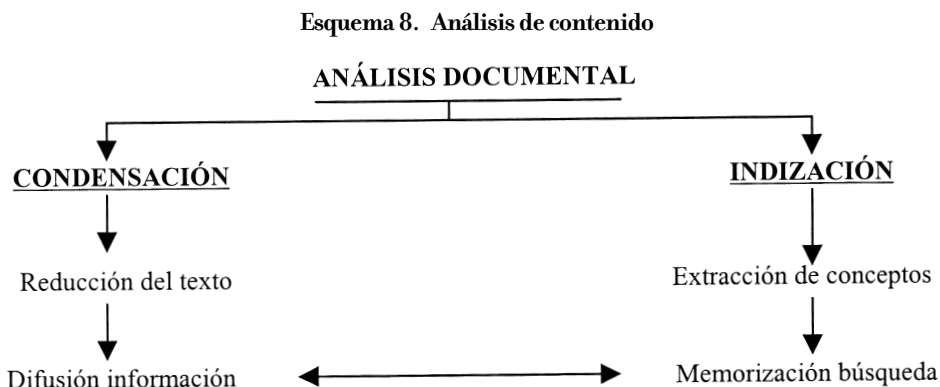 Esquema 8. Análisis de contenido
ANÁLISIS DOCUMENTAL
CONDENSACIÓN
INDIZACIÓN
Reducción del texto
Extracción de conceptos
Difusión información
Memorización búsqueda